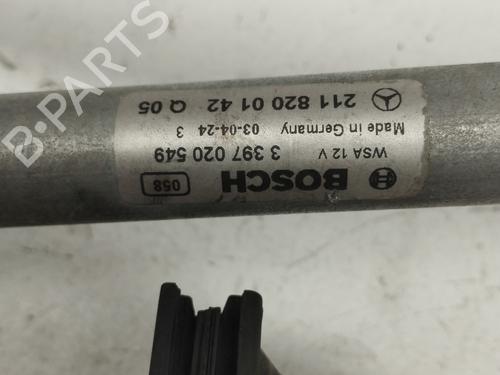 BOSCH 058
WSA 12 V 3 397 020 549
Made in Germany 03-04-24 3
211 820 01 42 Q 05
B-PARTS